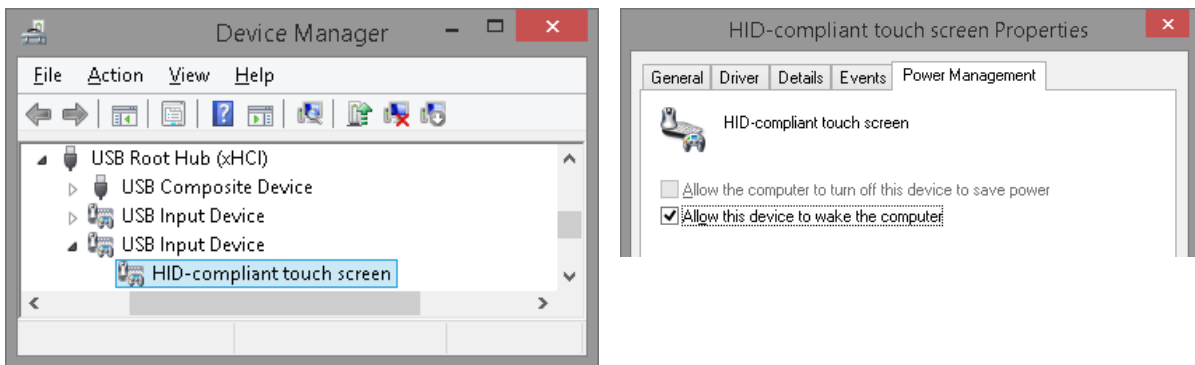 Device Manager
File Action View Help
USB Root Hub (xHCI)
USB Composite Device
USB Input Device
USB Input Device
HID-compliant touch screen
HID-compliant touch screen Properties
General Driver Details Events Power Management
HID-compliant touch screen
Allow the computer to turn off this device to save power
Allow this device to wake the computer